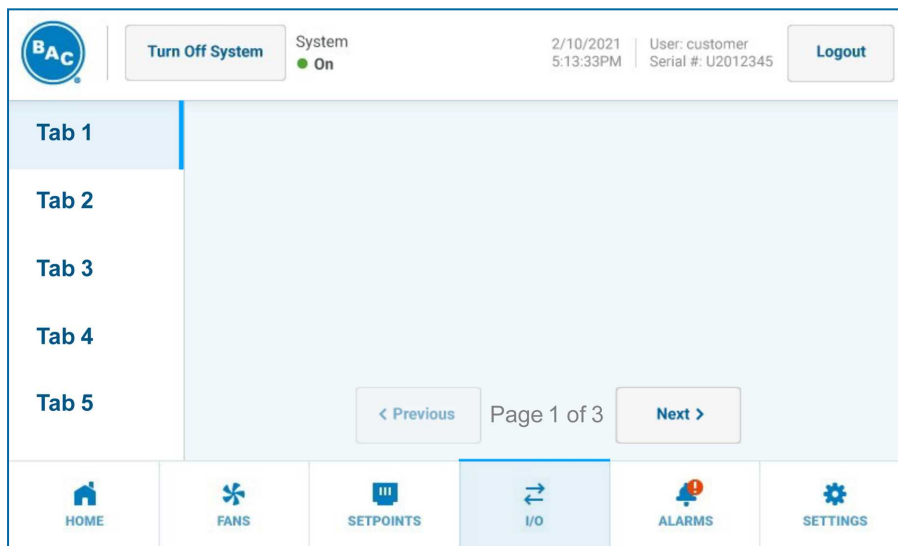 BAC
Turn Off System
System
On
2/10/2021
5:13:33PM
User: customer
Serial #: U2012345
Logout
Tab 1
Tab 2
Tab 3
Tab 4
Tab 5
< Previous
Page 1 of 3
Next >
HOME
FANS
SETPOINTS
I/O
ALARMS
SETTINGS